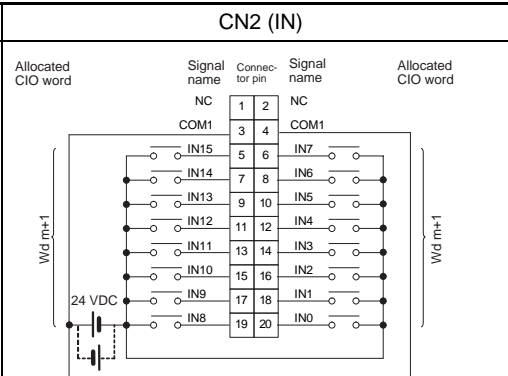 CN2 (IN)
Allocated CIO word
Signal name
Connec-tor pin
Signal name
Allocated CIO word
NC 1 2 NC
COM1 3 4 COM1
IN15 5 6 IN7
IN14 7 8 IN6
IN13 9 10 IN5
IN12 11 12 IN4
IN11 13 14 IN3
IN10 15 16 IN2
IN9 17 18 IN1
IN8 19 20 IN0
Wd m+1
Wd m+1
24 VDC